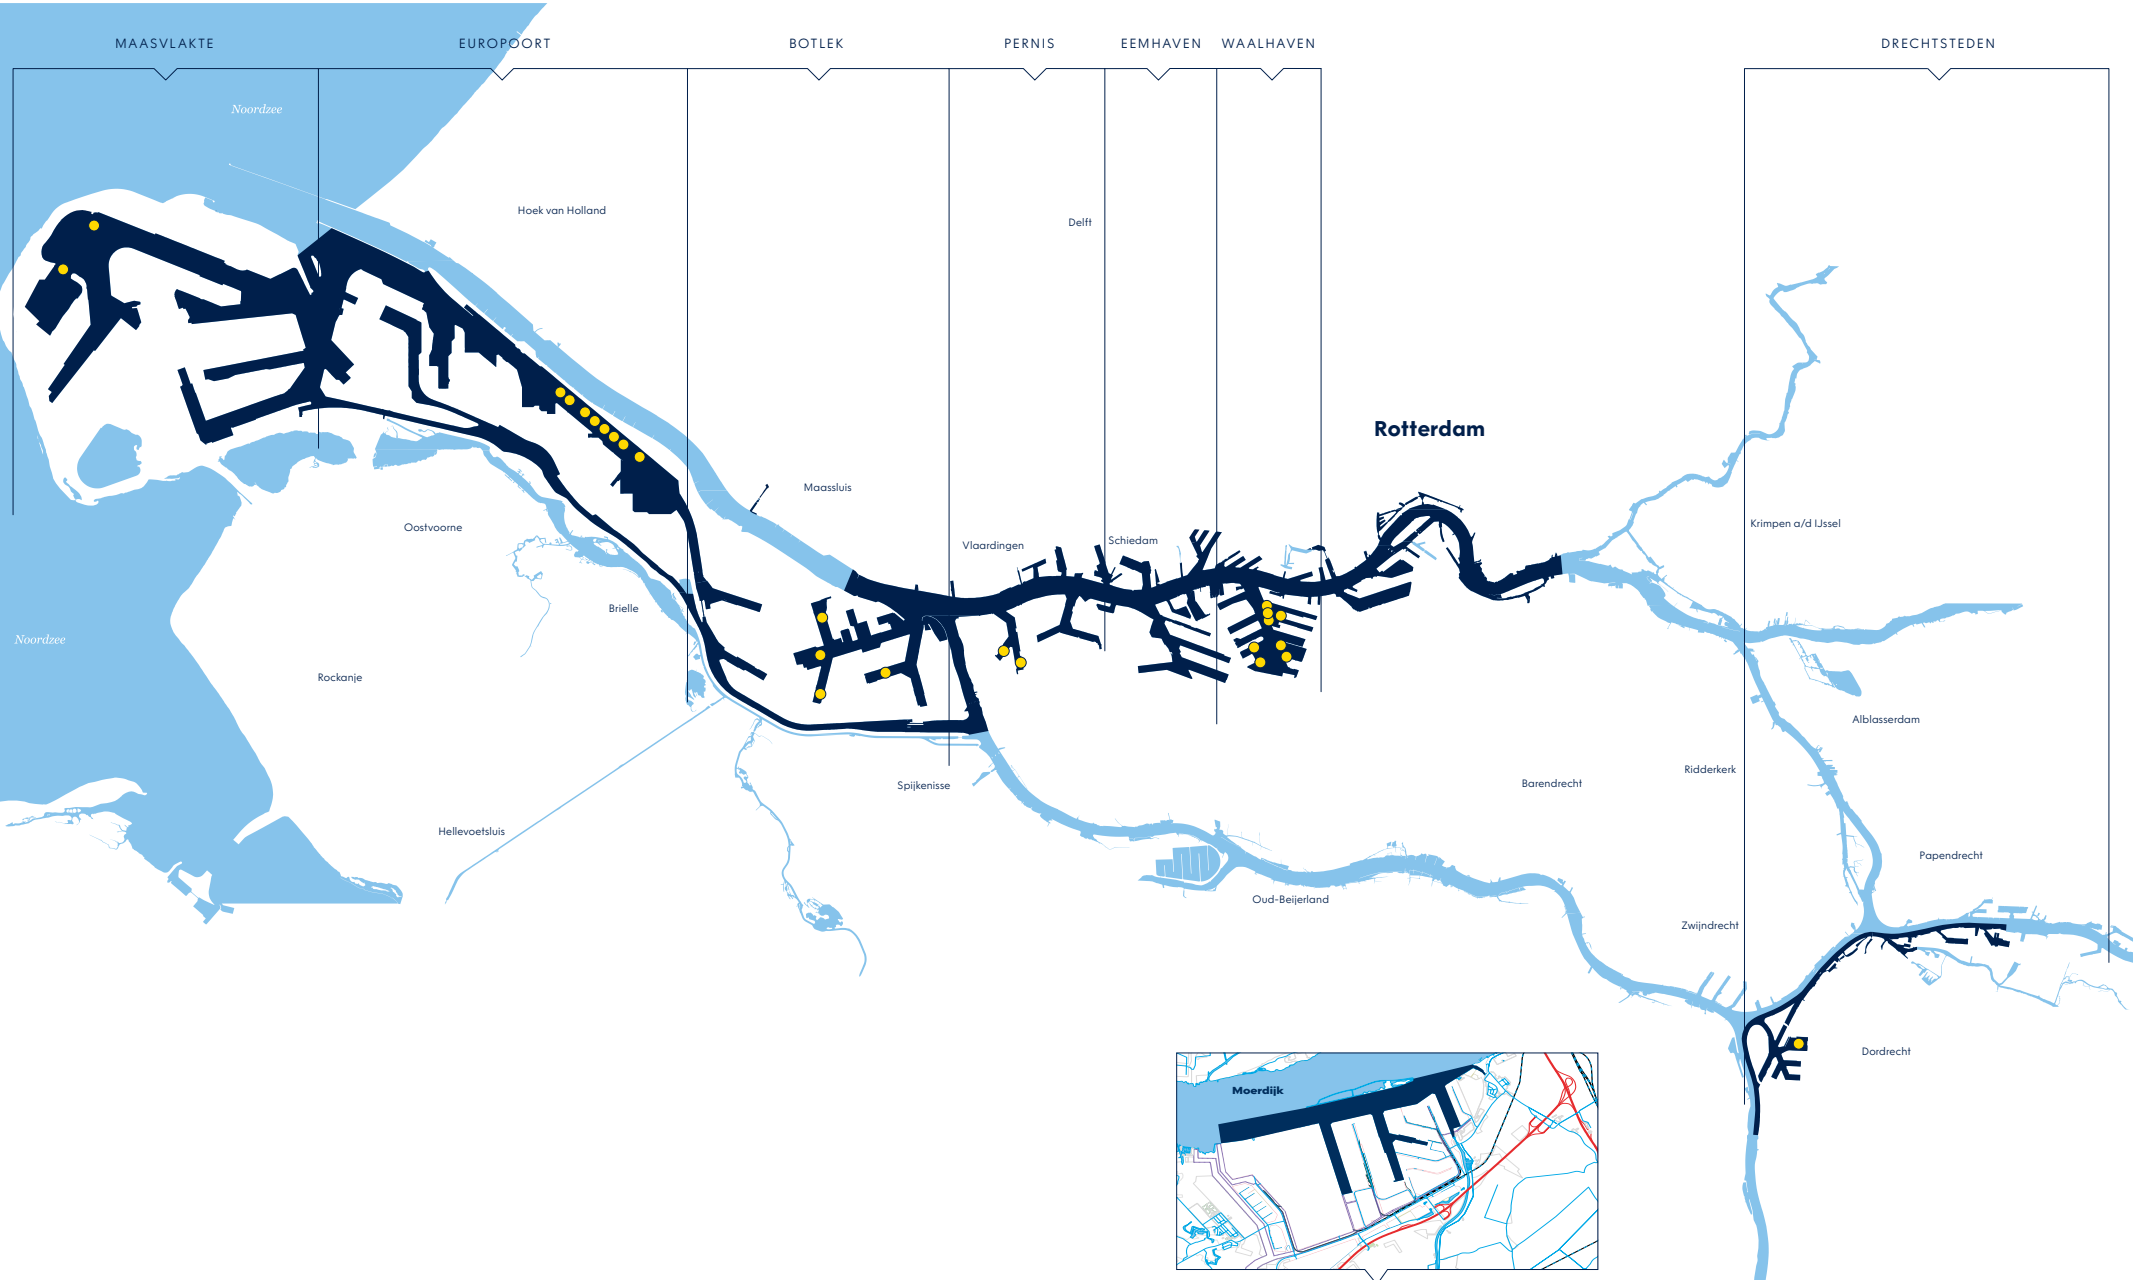 MAASVLAKTE
EUROPOORT
BOTLEK
PERNIS
EEMHAVEN
WAALHAVEN
DRECHTSTEDEN
Noordzee
Hoek van Holland
Delft
Rotterdam
Maassluis
Oostvoorne
Vlaardingen
Schiedam
Krimpen a/d IJssel
Brielle
Noordzee
Rockanje
Alblasserdam
Ridderkerk
Spijkenisse
Barendrecht
Hellevoetsluis
Papendrecht
Oud-Beijerland
Zwijndrecht
Dordrecht
Moerdijk